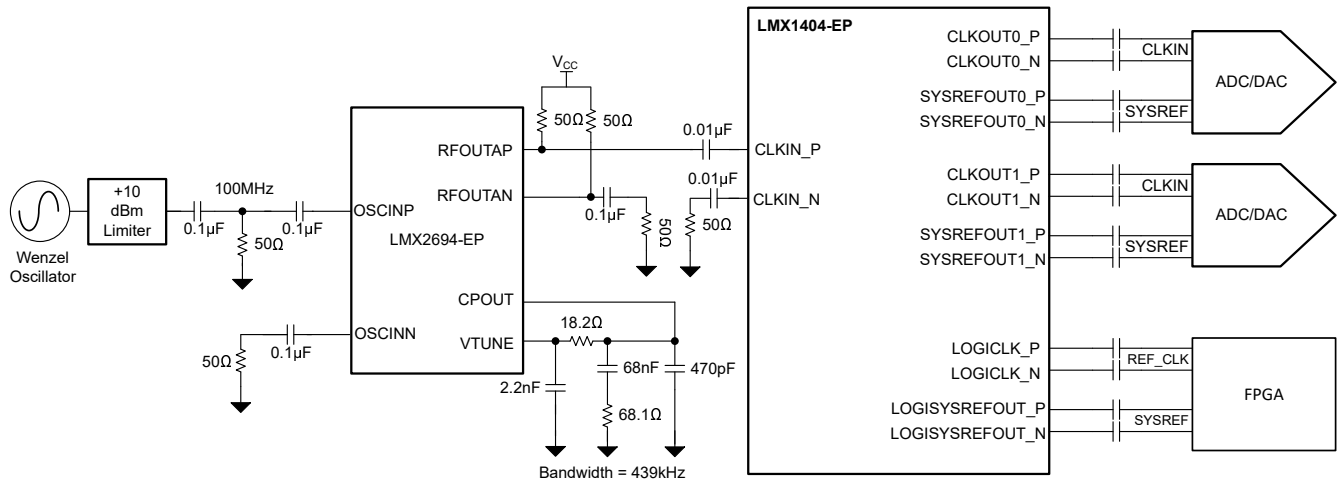 LMX1404-EP
CLKOUT0_P
CLKOUT0_N
CLKIN
ADC/DAC
SYSREFOUT0_P
SYSREFOUT0_N
SYSREF
VCC
50Ω
50Ω
RFOUTAP
0.01µF
CLKIN_P
CLKOUT1_P
CLKOUT1_N
CLKIN
ADC/DAC
SYSREFOUT1_P
SYSREFOUT1_N
SYSREF
RFOUTAN
0.1µF
50Ω
0.01µF
50Ω
CLKIN_N
Wenzel
Oscillator
+10
dBm
Limiter
0.1µF
100MHz
50Ω
0.1µF
OSCINP
LMX2694-EP
CPOUT
OSCINN
0.1µF
50Ω
VTUNE
18.2Ω
2.2nF
68nF
470pF
68.1Ω
Bandwidth = 439kHz
LOGICLK_P
LOGICLK_N
REF_CLK
FPGA
LOGISYSREFOUT_P
LOGISYSREFOUT_N
SYSREF